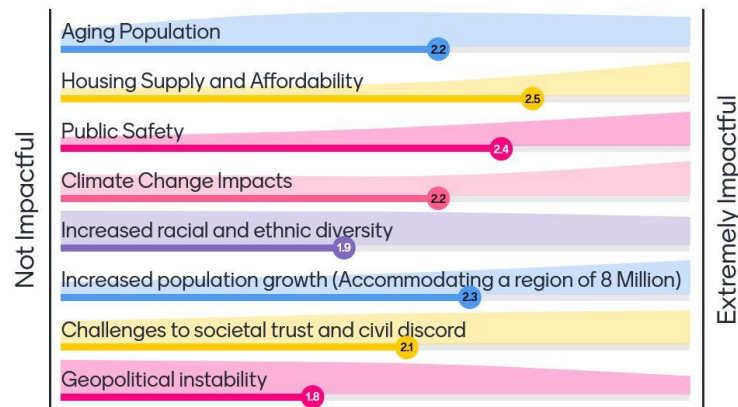 Not Impactful
Aging Population
2.2
Housing Supply and Affordability
2.5
Public Safety
2.4
Climate Change Impacts
2.2
Increased racial and ethnic diversity
1.9
Increased population growth (Accommodating a region of 8 Million)
2.3
Challenges to societal trust and civil discord
2.1
Geopolitical instability
1.8
Extremely Impactful